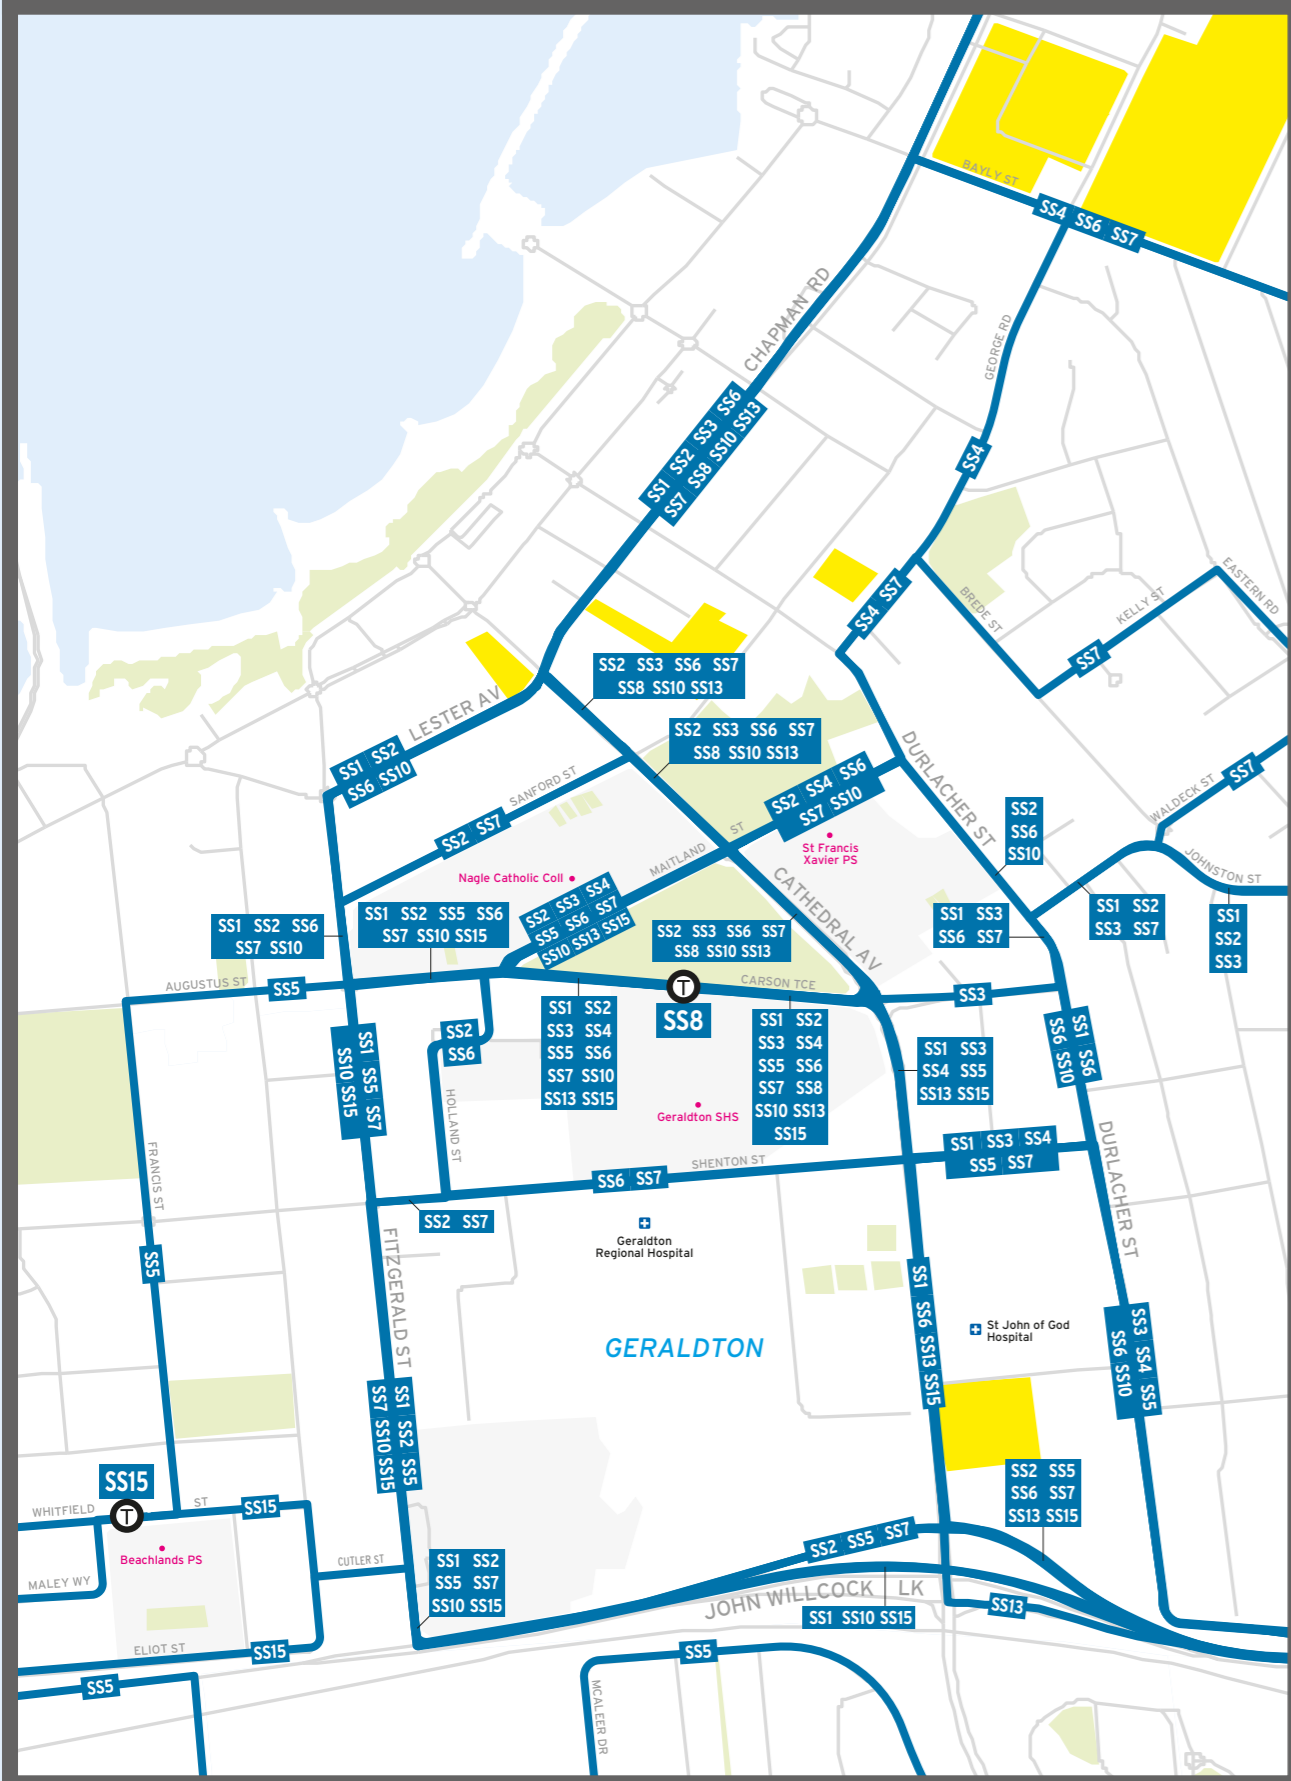 BAYLY ST
SS4 SS6 SS7
CHAPMAN RD
GEORGE RD
SS1 SS2 SS3 SS6
SS7 SS8 SS10 SS13
SS4
EASTERN RD
KELLY ST
BREDE ST
SS4 SS7
SS7
SS2 SS3 SS6 SS7
SS8 SS10 SS13
LESTER AV
SS2 SS3 SS6 SS7
SS8 SS10 SS13
SS1 SS2
SS6 SS10
DURLACHER ST
SS7
WALDECK ST
SANFORD ST
SS2 SS4 SS6
SS7 SS10
SS2
SS6
SS10
SS2 SS7
MAITLAND ST
St Francis
Xavier PS
JOHNSTON ST
Nagle Catholic Coll
CATHEDRAL AV
SS2 SS3 SS4
SS5 SS6 SS7
SS10 SS13 SS15
SS1 SS2 SS6
SS7 SS10
SS1 SS2 SS5 SS6
SS7 SS10 SS15
SS2 SS3 SS6 SS7
SS8 SS10 SS13
SS1 SS3
SS6 SS7
SS1 SS2
SS3 SS7
SS1
SS2
SS3
AUGUSTUS ST
SS5
CARSON TCE
T
SS8
SS3
SS1 SS2
SS3 SS4
SS5 SS6
SS7 SS10
SS13 SS15
SS1 SS2
SS3 SS4
SS5 SS6
SS7 SS8
SS10 SS13
SS15
SS2
SS6
SS1 SS5 SS7
SS10 SS15
SS1 SS6
SS6 SS10
SS1 SS3
SS4 SS5
SS13 SS15
HOLLAND ST
Geraldton SHS
FRANCIS ST
SHENTON ST
SS1 SS3 SS4
SS5 SS7
SS6 SS7
DURLACHER ST
SS2 SS7
Geraldton
Regional Hospital
FITZGERALD ST
SS5
SS1 SS6 SS13 SS15
St John of God
Hospital
GERALDTON
SS3 SS4 SS5
SS6 SS10
SS1 SS2 SS5
SS7 SS10 SS15
SS15
T
WHITFIELD ST
SS15
SS2 SS5
SS6 SS7
SS13 SS15
SS2 SS5 SS7
Beachlands PS
CUTLER ST
SS1 SS2
SS5 SS7
SS10 SS15
MALEY WY
JOHN WILLCOCK LK
SS13
SS1 SS10 SS15
ELIOT ST
SS15
SS5
SS5
MCALEER DR